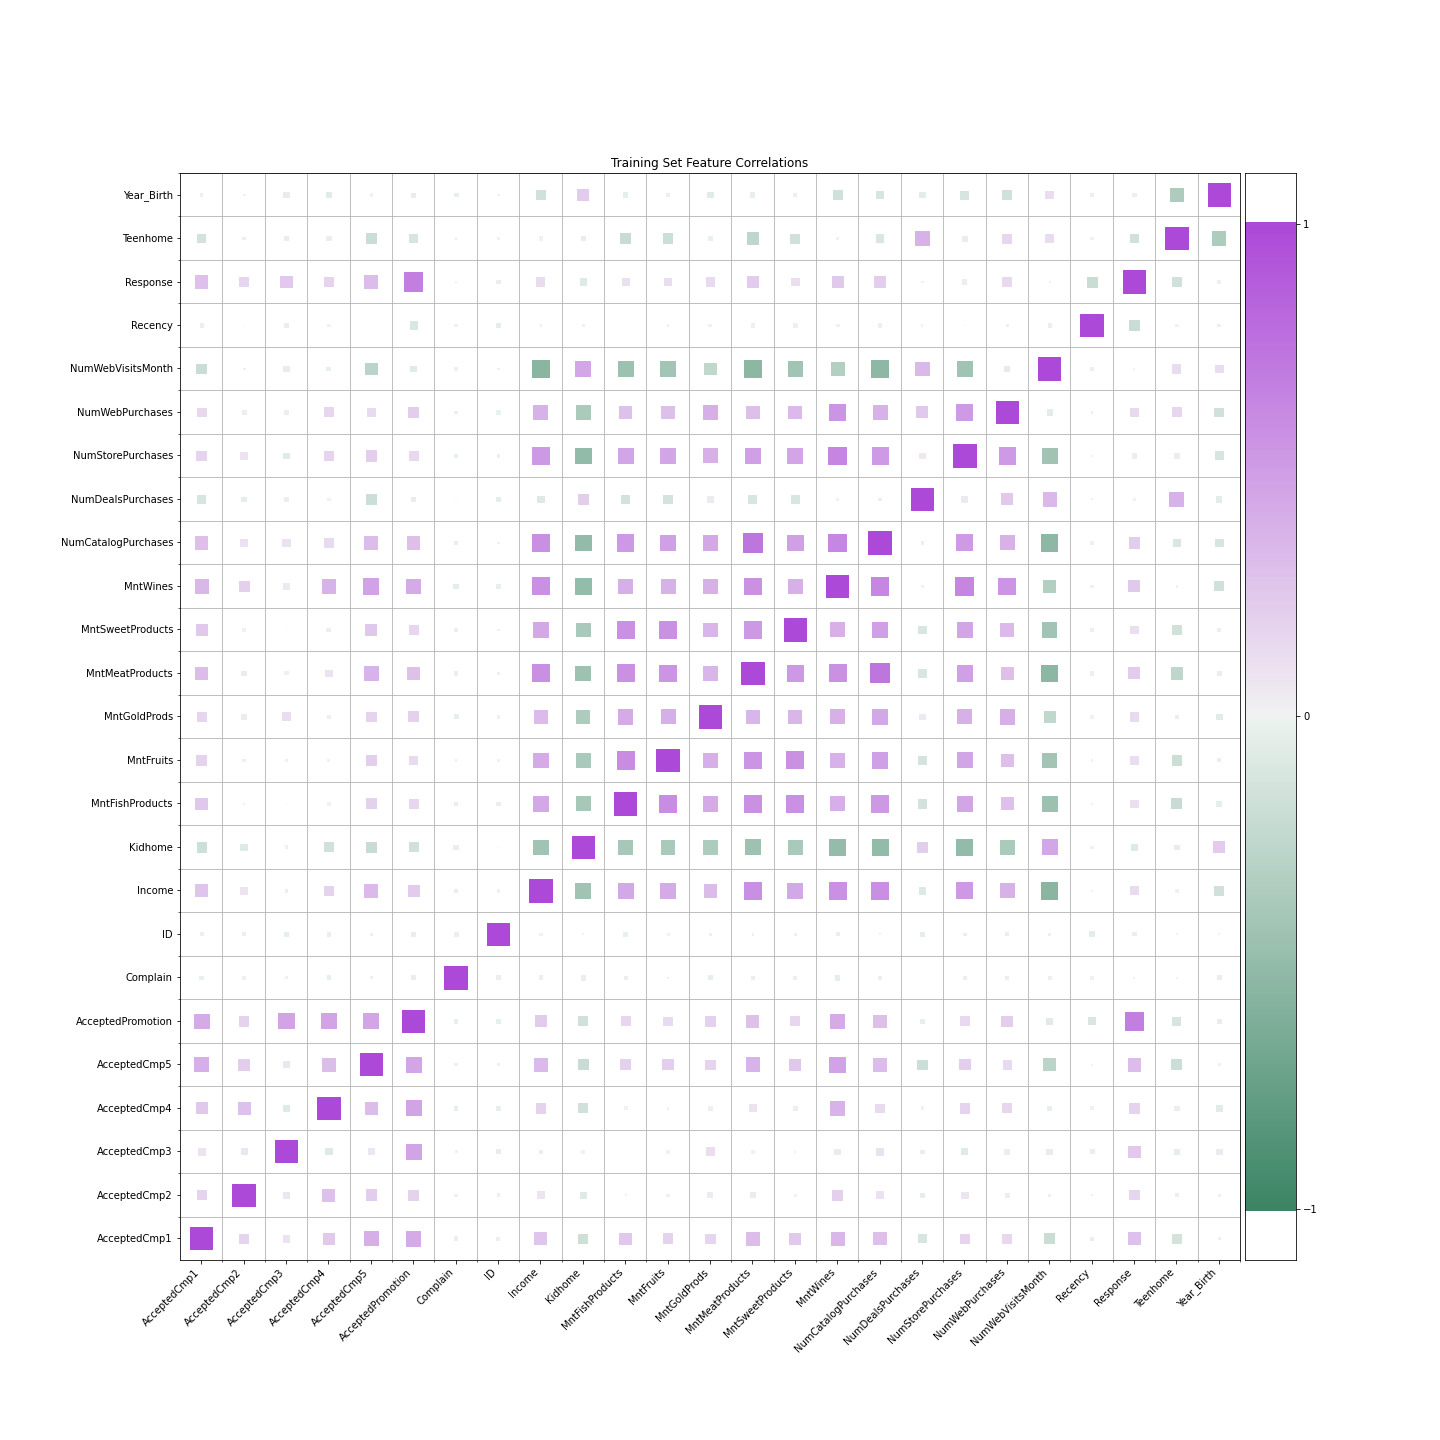 Training Set Feature Correlations
Year_Birth
Teenhome
Response
Recency
NumWebVisitsMonth
NumWebPurchases
NumStorePurchases
NumDealsPurchases
NumCatalogPurchases
MntWines
MntSweetProducts
MntMeatProducts
MntGoldProds
MntFruits
MntFishProducts
Kidhome
Income
ID
Complain
AcceptedPromotion
AcceptedCmp5
AcceptedCmp4
AcceptedCmp3
AcceptedCmp2
AcceptedCmp1
1
0
−1
AcceptedCmp1
AcceptedCmp2
AcceptedCmp3
AcceptedCmp4
AcceptedCmp5
AcceptedPromotion
Complain
ID
Income
Kidhome
MntFishProducts
MntFruits
MntGoldProds
MntMeatProducts
MntSweetProducts
MntWines
NumCatalogPurchases
NumDealsPurchases
NumStorePurchases
NumWebPurchases
NumWebVisitsMonth
Recency
Response
Teenhome
Year_Birth